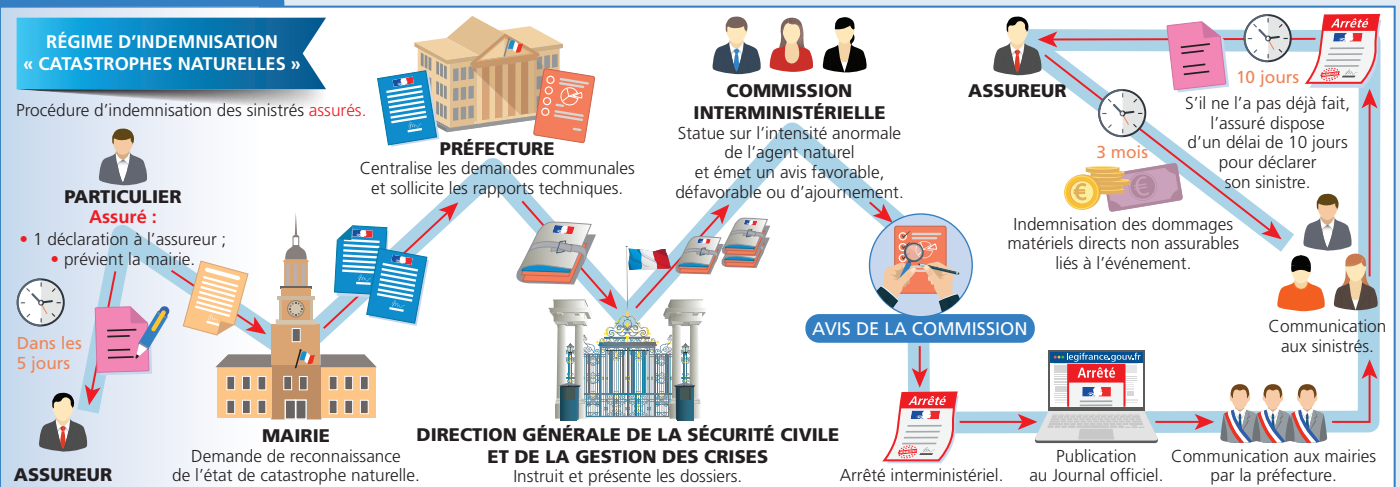 RÉGIME D'INDEMNISATION
« CATASTROPHES NATURELLES »
Procédure d'indemnisation des sinistrés assurés.
PARTICULIER
Assuré :
• 1 déclaration à l'assureur ;
• prévient la mairie.
Dans les
5 jours
ASSUREUR
MAIRIE
Demande de reconnaissance
de l'état de catastrophe naturelle.
PRÉFECTURE
Centralise les demandes communales
et sollicite les rapports techniques.
DIRECTION GÉNÉRALE DE LA SÉCURITÉ CIVILE
ET DE LA GESTION DES CRISES
Instruit et présente les dossiers.
COMMISSION
INTERMINISTÉRIELLE
Statue sur l'intensité anormale
de l'agent naturel
et émet un avis favorable,
défavorable ou d'ajournement.
AVIS DE LA COMMISSION
Arrêté
Arrêté interministériel.
legifrance.gouv.fr
Arrêté
Publication
au Journal officiel.
Communication aux mairies
par la préfecture.
Arrêté
10 jours
S'il ne l'a pas déjà fait,
l'assuré dispose
d'un délai de 10 jours
pour déclarer
son sinistre.
Communication
aux sinistrés.
ASSUREUR
3 mois
Indemnisation des dommages
matériels directs non assurables
liés à l'événement.